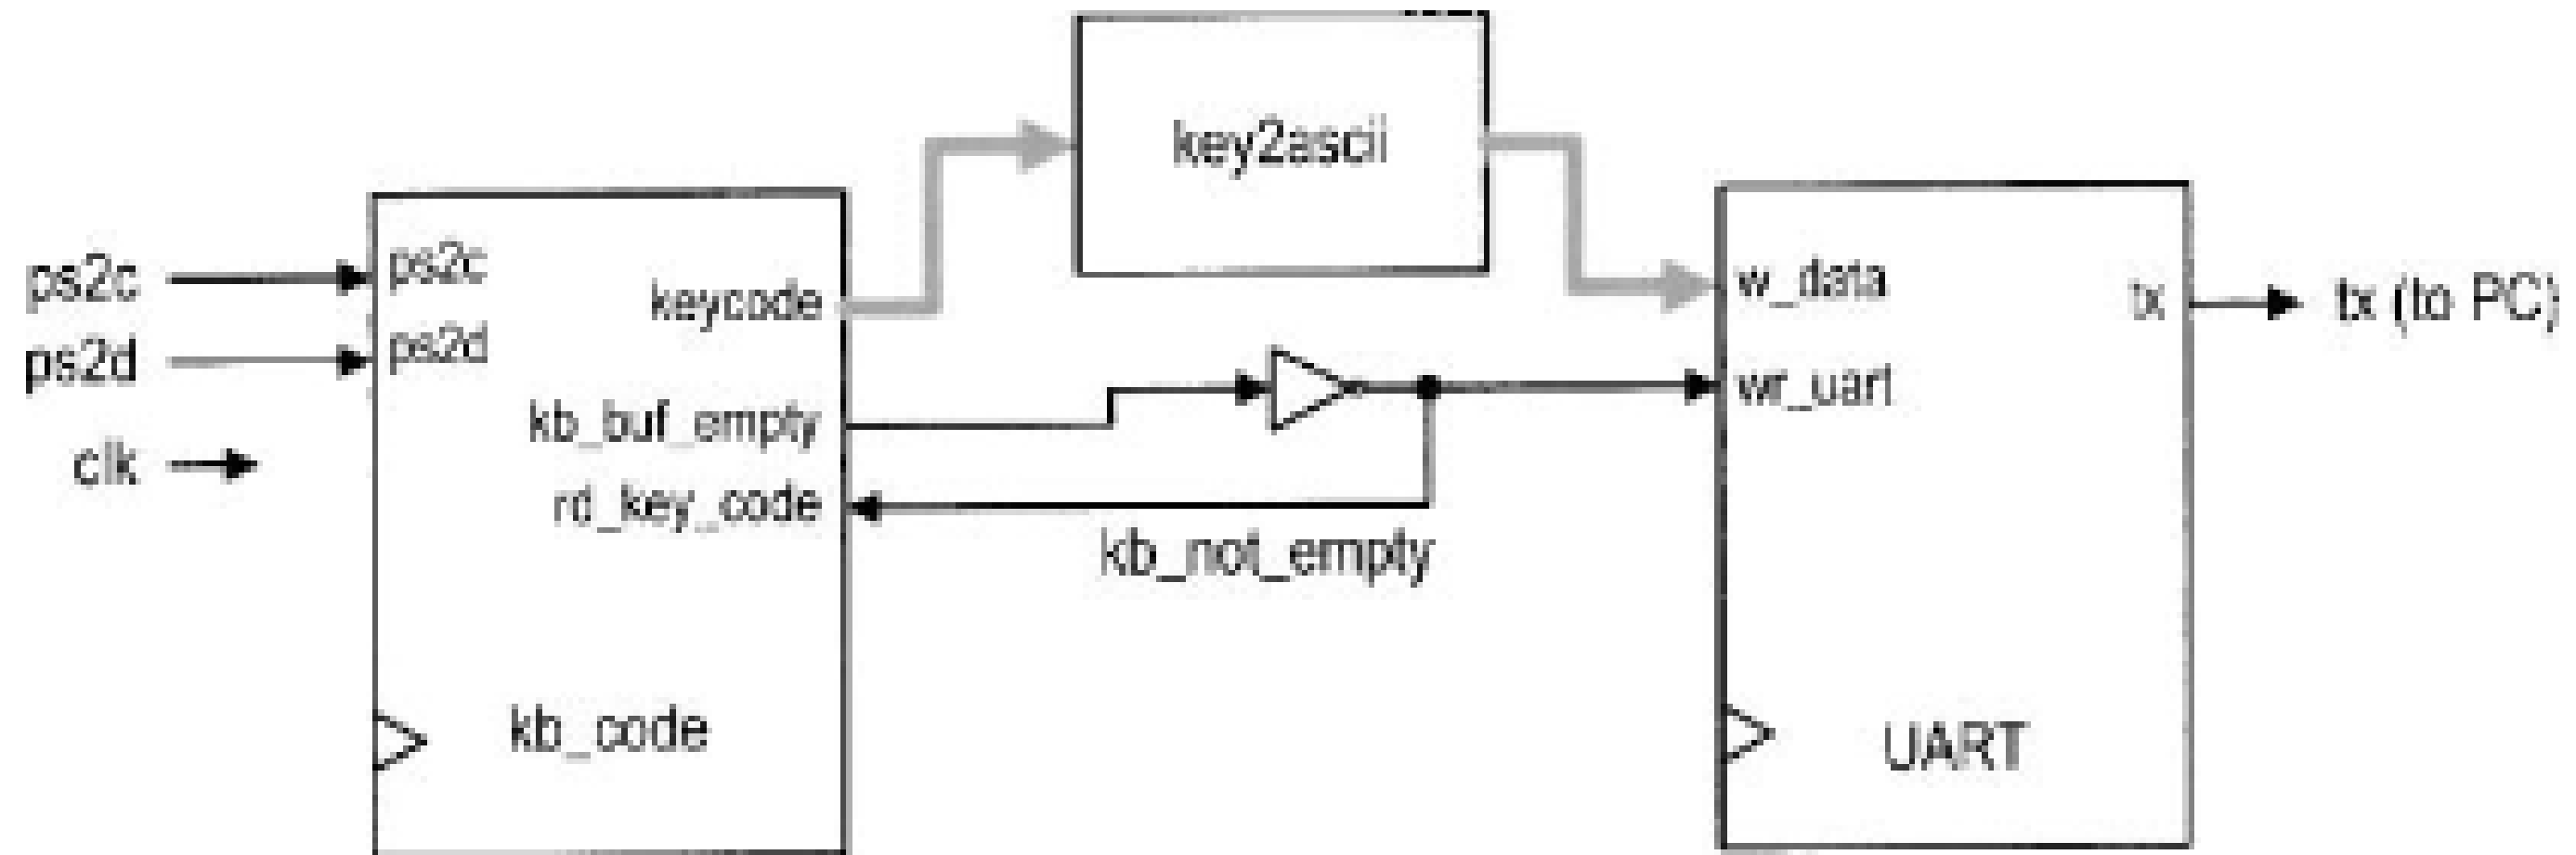 key2ascii
ps2c
ps2d
clk
ps2c
ps2d
keycode
kb_buf_empty
rd_key_code
kb_code
kb_not_empty
w_data
wr_uart
tx
UART
tx (to PC)